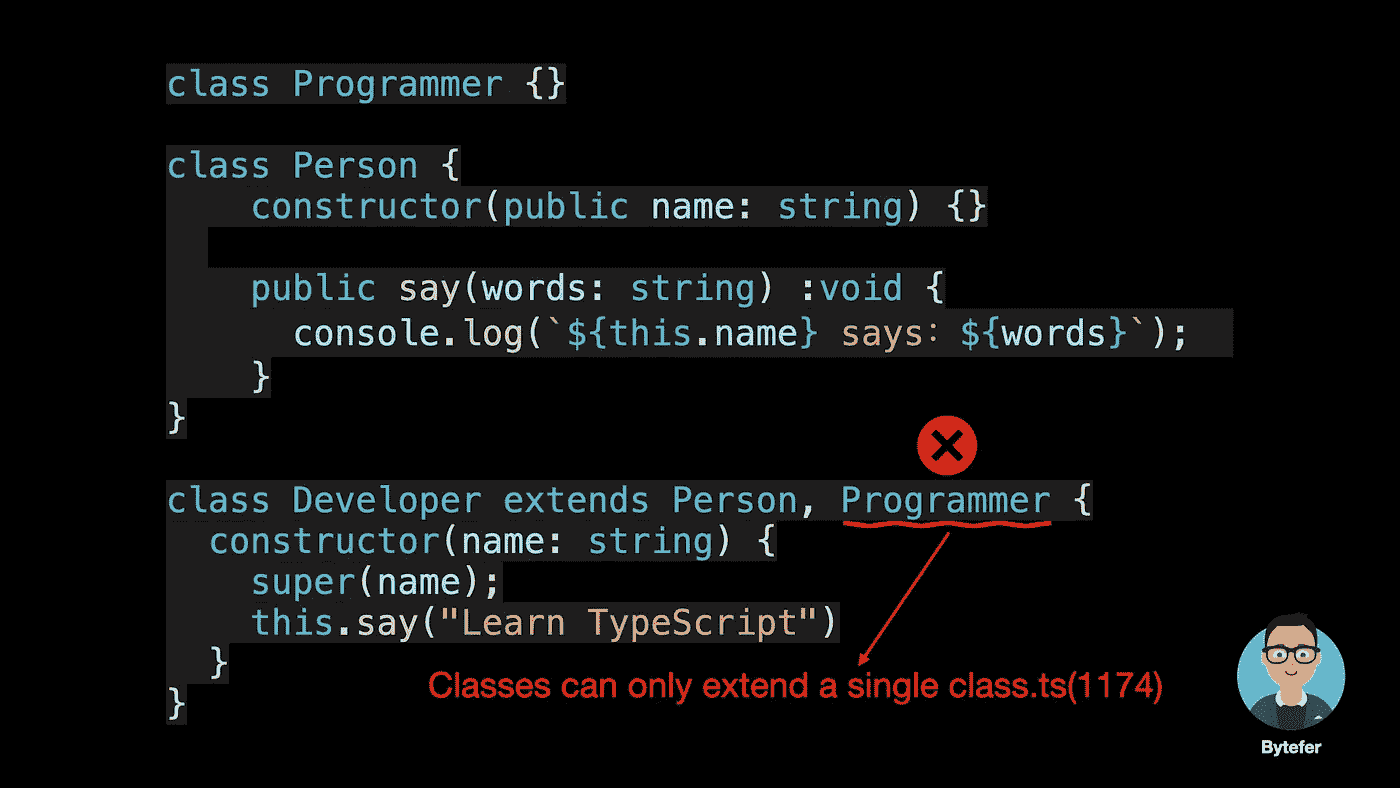 class Programmer {}
class Person {
    constructor(public name: string) {}
    public say(words: string) :void {
      console.log(`${this.name} says：${words}`);
    }
}
class Developer extends Person, Programmer {
  constructor(name: string) {
    super(name);
    this.say("Learn TypeScript")
  }
}
Classes can only extend a single class.ts(1174)
Bytefer